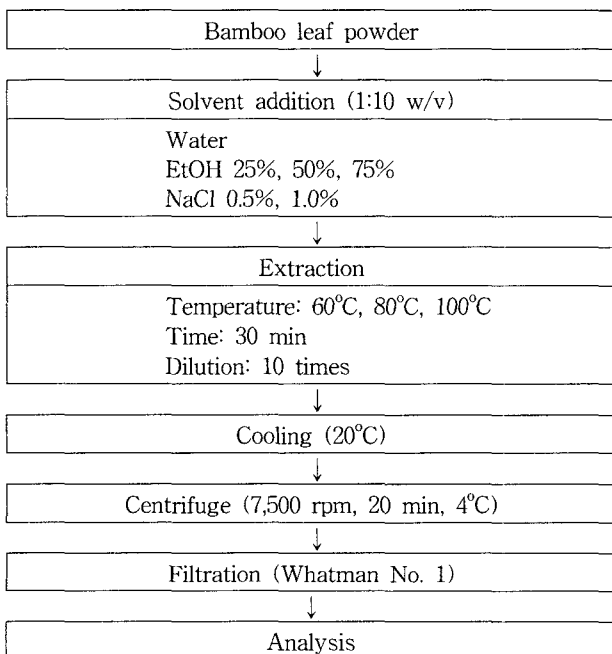 Bamboo leaf powder
↓
Solvent addition (1:10 w/v)
Water
EtOH 25%, 50%, 75%
NaCl 0.5%, 1.0%
↓
Extraction
Temperature: 60°C, 80°C, 100°C
Time: 30 min
Dilution: 10 times
↓
Cooling (20°C)
↓
Centrifuge (7,500 rpm, 20 min, 4°C)
↓
Filtration (Whatman No. 1)
↓
Analysis